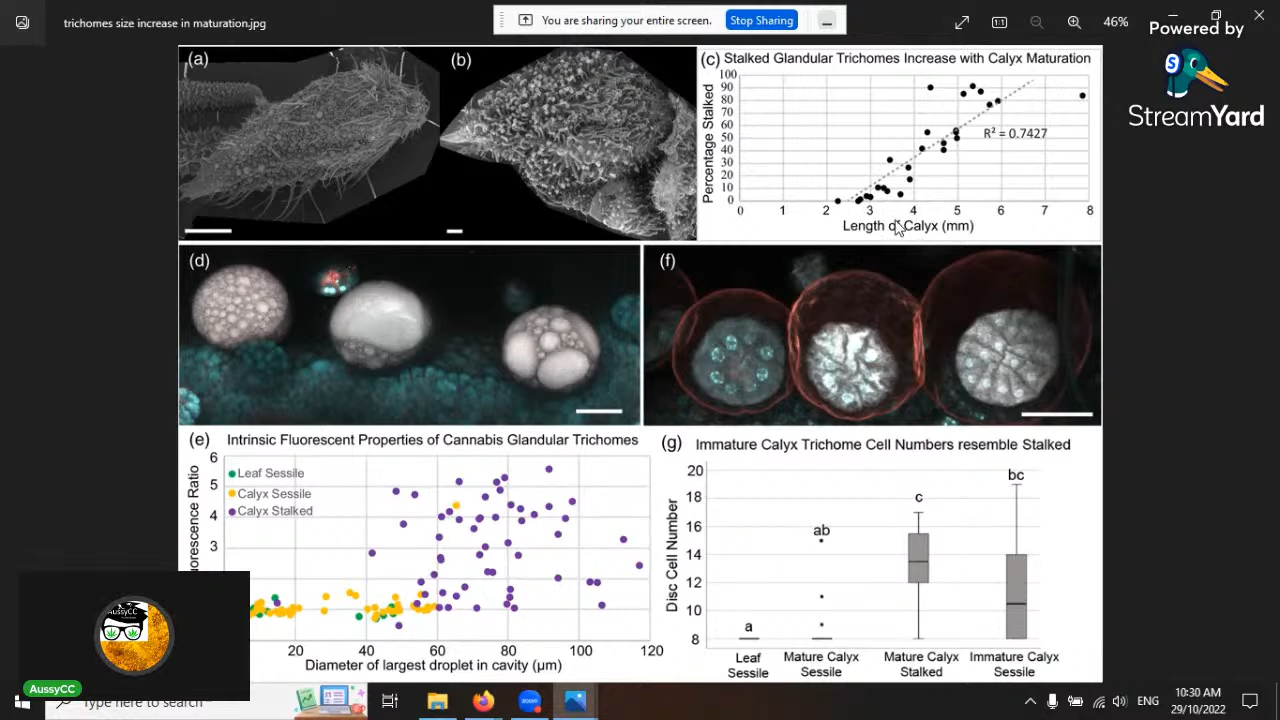 trichomes size increase in maturation.jpg
You are sharing your entire screen.
Stop Sharing
46%
Powered by
StreamYard
(a)
(b)
(c) Stalked Glandular Trichomes Increase with Calyx Maturation
100
90
80
70
60
50
40
30
20
10
0
Percentage Stalked
R² = 0.7427
0 1 2 3 4 5 6 7 8
Length of Calyx (mm)
(d)
(f)
(e) Intrinsic Fluorescent Properties of Cannabis Glandular Trichomes
6
5
4
3
uorescence Ratio
Leaf Sessile
Calyx Sessile
Calyx Stalked
20 40 60 80 100 120
Diameter of largest droplet in cavity (µm)
(g) Immature Calyx Trichome Cell Numbers resemble Stalked
20
18
16
14
12
10
8
Disc Cell Number
a
ab
c
bc
Leaf Sessile
Mature Calyx Sessile
Mature Calyx Stalked
Immature Calyx Sessile
AussyCC
AussyCC
Type here to search
zoom
ENG
10:30 AM
29/10/2022